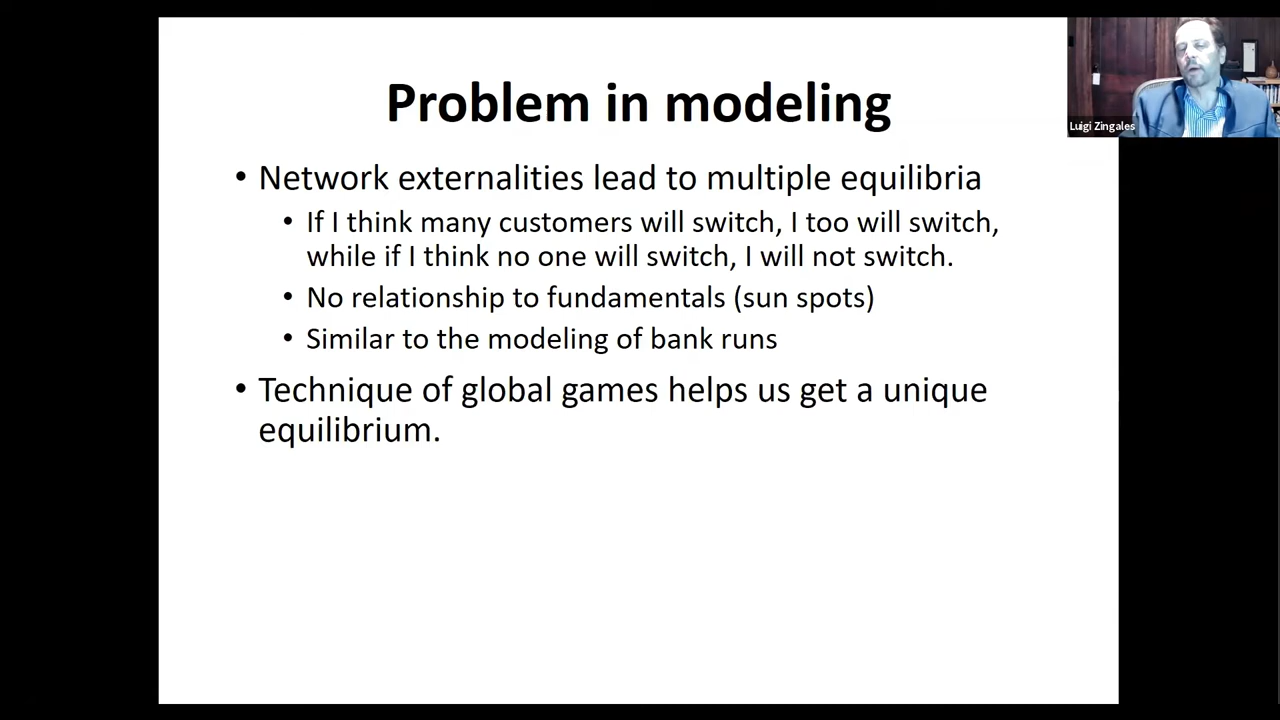 Problem in modeling
Luigi Zingales
• Network externalities lead to multiple equilibria
• If I think many customers will switch, I too will switch,
while if I think no one will switch, I will not switch.
• No relationship to fundamentals (sun spots)
• Similar to the modeling of bank runs
• Technique of global games helps us get a unique
equilibrium.